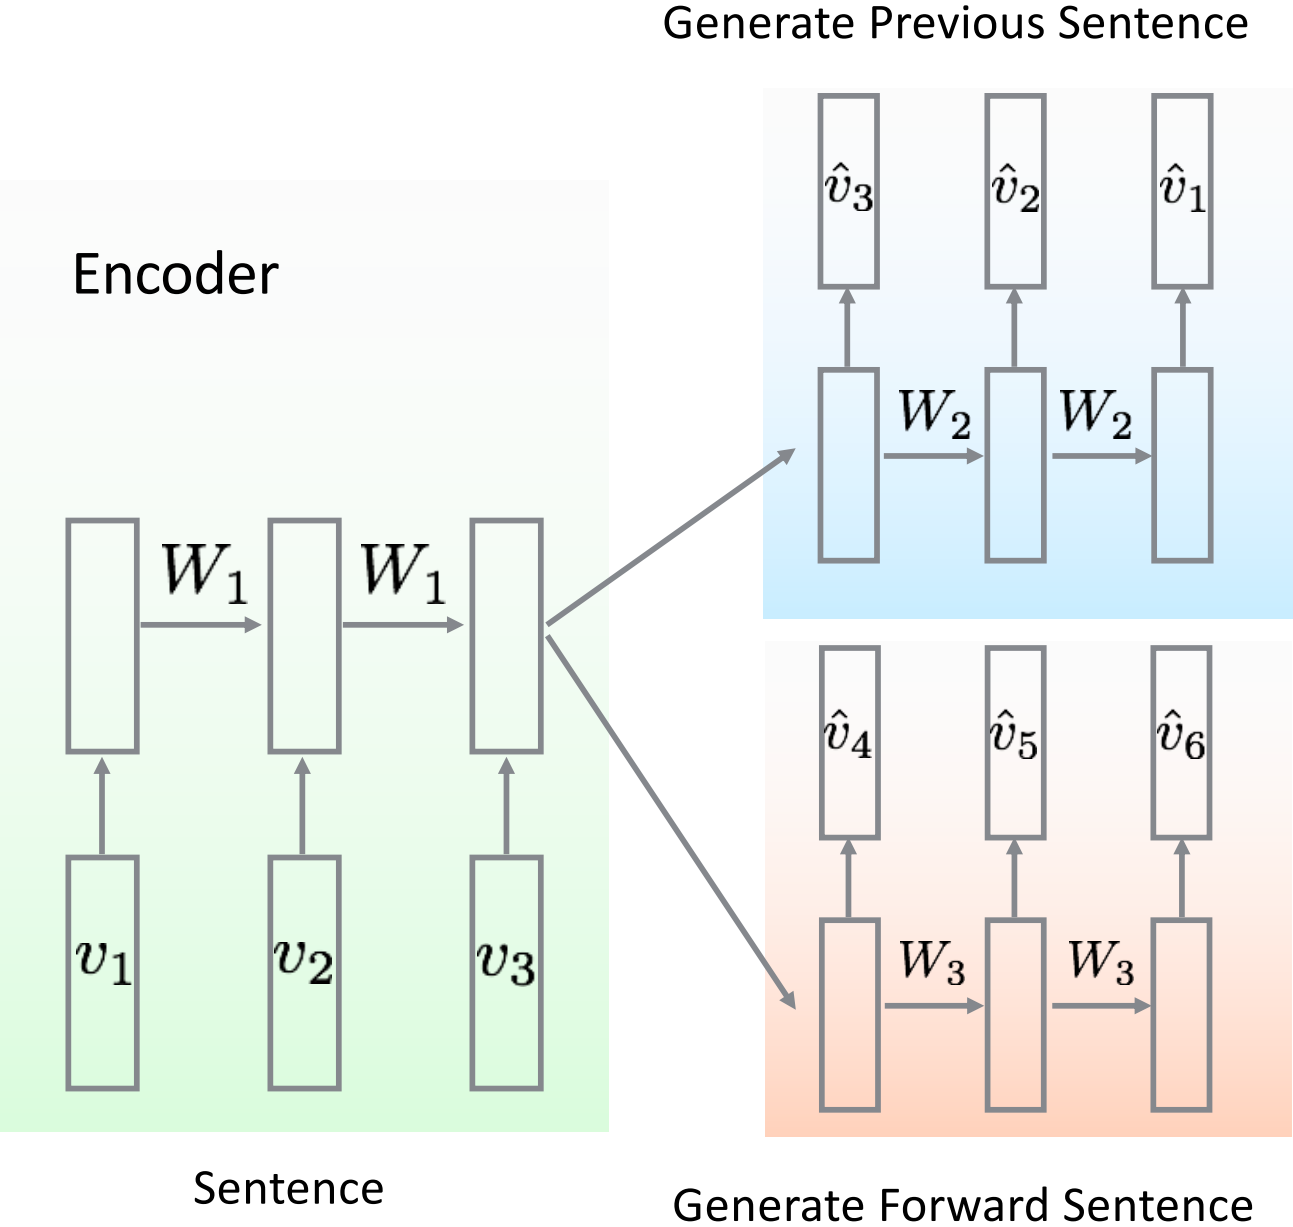 Generate Previous Sentence
v̂₃ v̂₂ v̂₁
Encoder
W₂ W₂
W₁ W₁
v̂₄ v̂₅ v̂₆
v₁ v₂ v₃
W₃ W₃
Sentence
Generate Forward Sentence